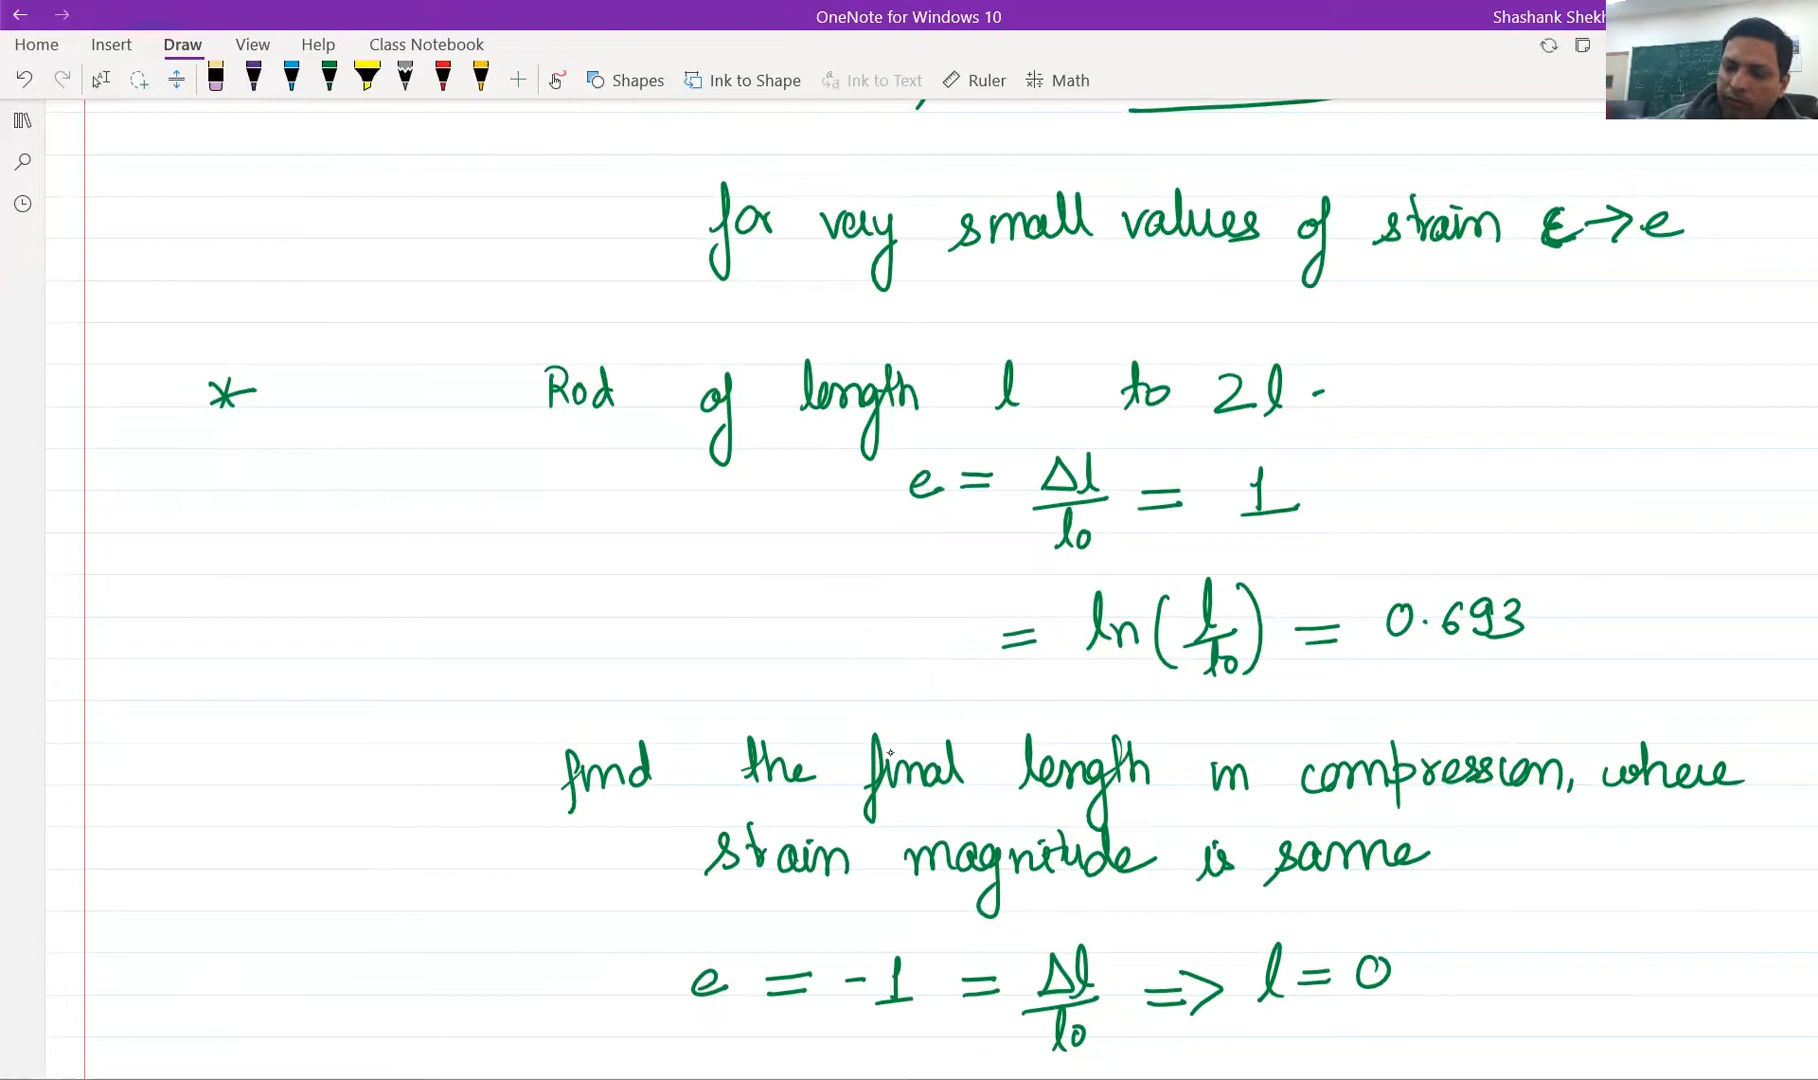 OneNote for Windows 10
Shashank Shekh
Home Insert Draw View Help Class Notebook
Shapes Ink to Shape Ink to Text Ruler Math
for very small values of strain ε → e
* Rod of length l to 2l -
e = Δl/l0 = 1
= ln(l/l0) = 0.693
find the final length in compression, where
strain magnitude is same
e = -1 = Δl/l0 => l = 0